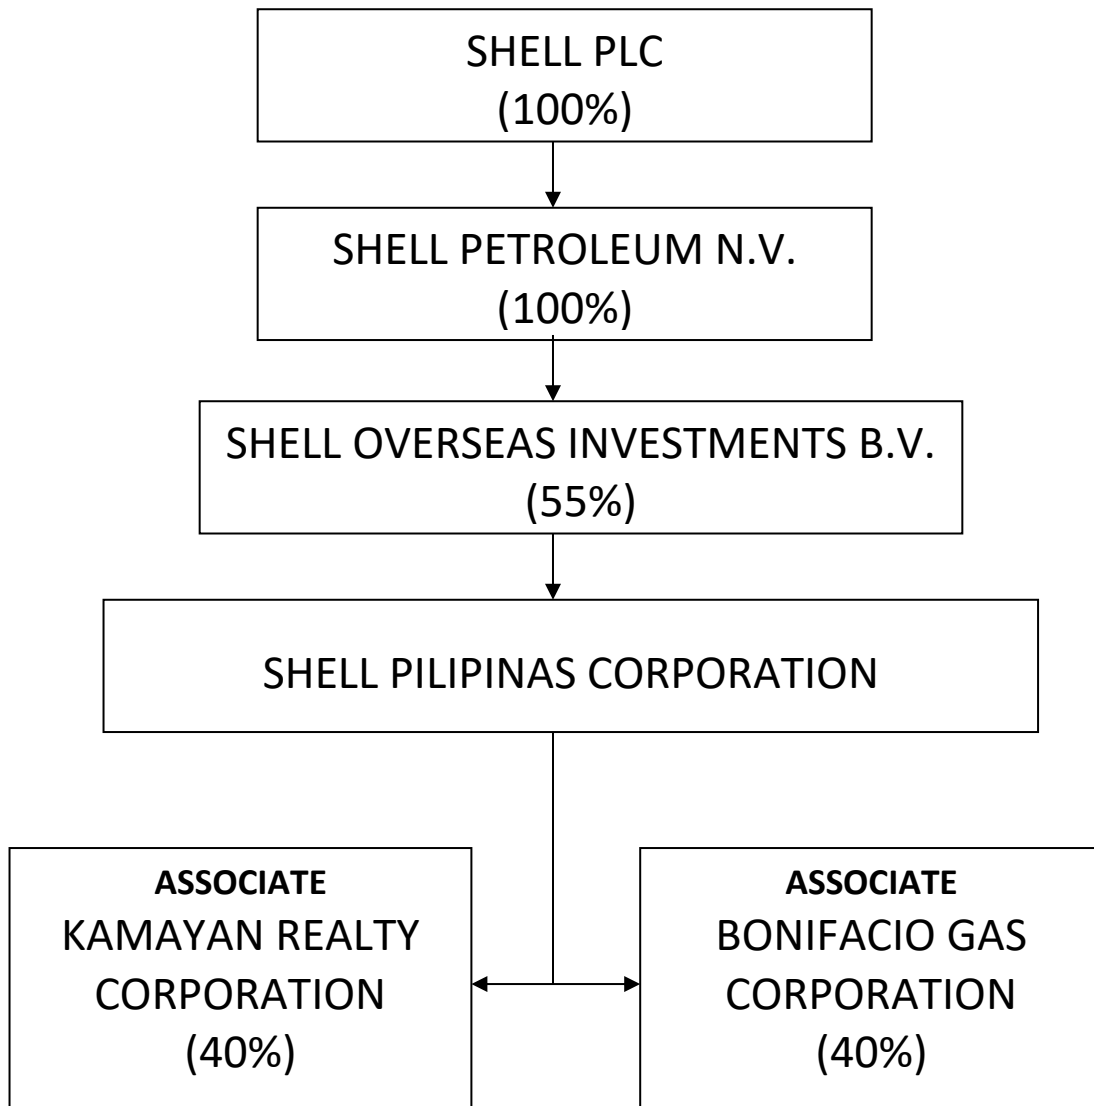 SHELL PLC
(100%)
SHELL PETROLEUM N.V.
(100%)
SHELL OVERSEAS INVESTMENTS B.V.
(55%)
SHELL PILIPINAS CORPORATION
ASSOCIATE
KAMAYAN REALTY
CORPORATION
(40%)
ASSOCIATE
BONIFACIO GAS
CORPORATION
(40%)